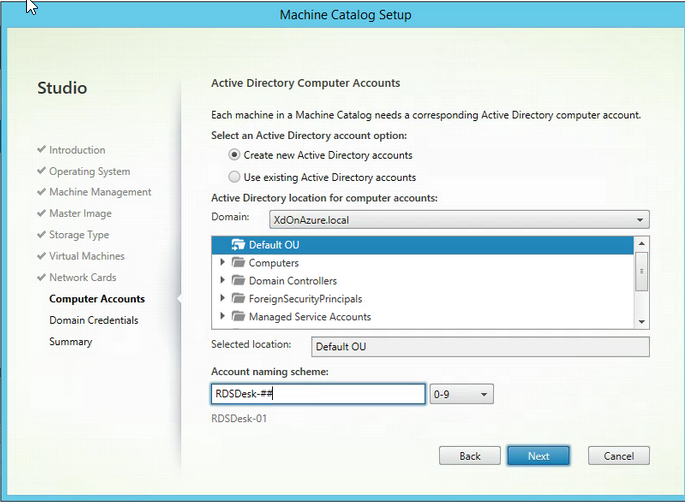 Machine Catalog Setup
Studio
Introduction
Operating System
Machine Management
Master Image
Storage Type
Virtual Machines
Network Cards
Computer Accounts
Domain Credentials
Summary
Active Directory Computer Accounts
Each machine in a Machine Catalog needs a corresponding Active Directory computer account.
Select an Active Directory account option:
Create new Active Directory accounts
Use existing Active Directory accounts
Active Directory location for computer accounts:
Domain: XdOnAzure.local
Default OU
Computers
Domain Controllers
ForeignSecurityPrincipals
Managed Service Accounts
Selected location: Default OU
Account naming scheme:
RDSDesk-## 0-9
RDSDesk-01
Back Next Cancel